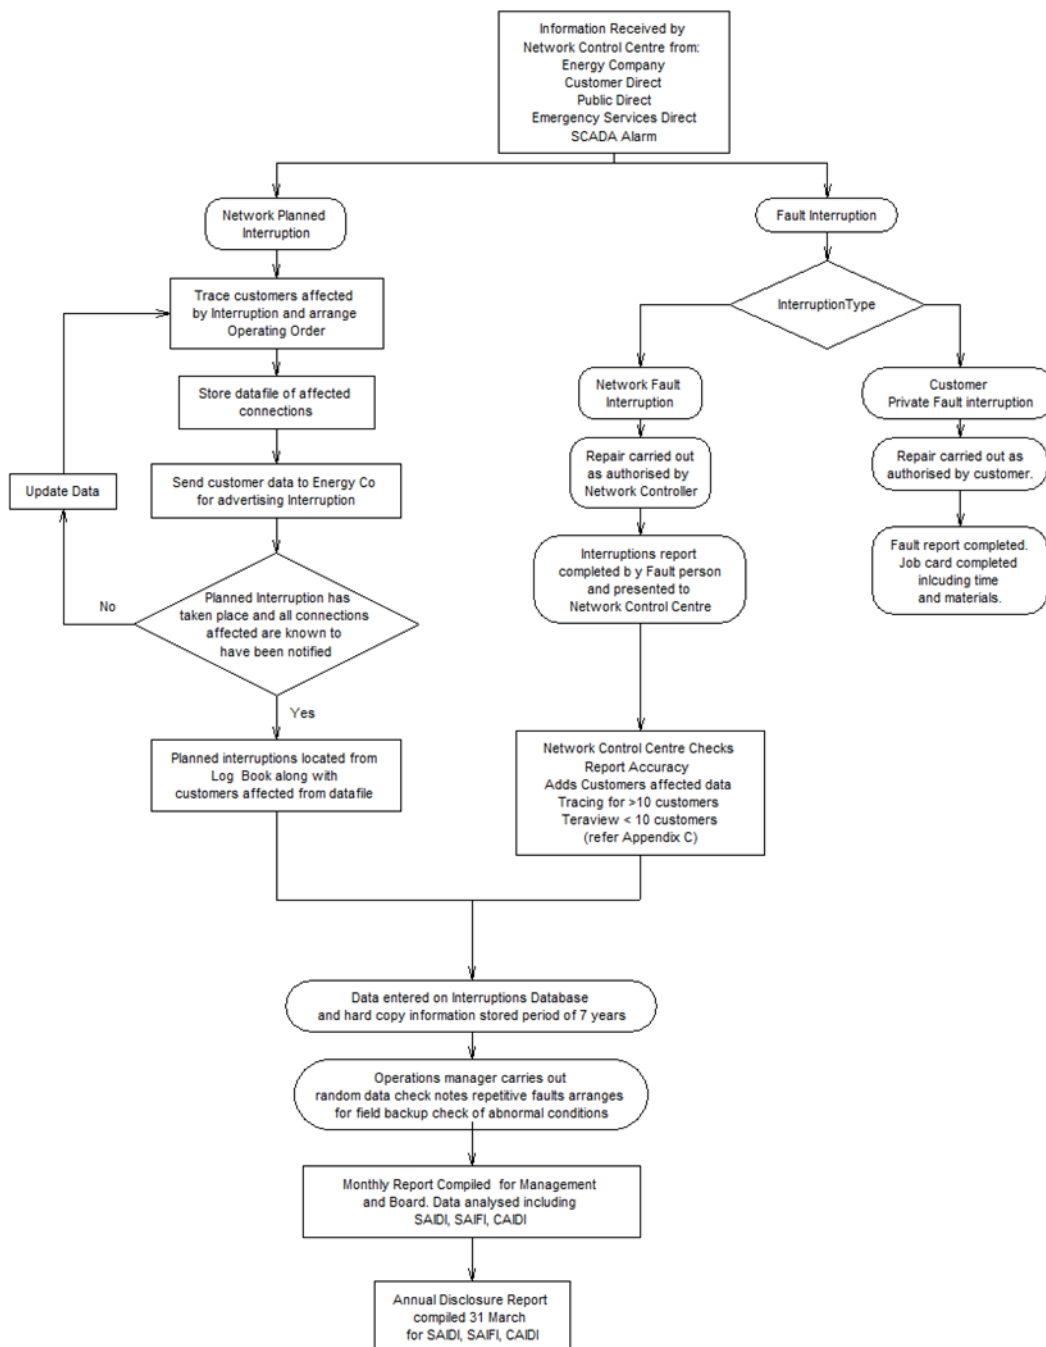 Information Received by
Network Control Centre from:
Energy Company
Customer Direct
Public Direct
Emergency Services Direct
SCADA Alarm
Network Planned
Interruption
Fault Interruption
Trace customers affected
by Interruption and arrange
Operating Order
InterruptionType
Store datafile of affected
connections
Network Fault
Interruption
Customer
Private Fault interruption
Update Data
Send customer data to Energy Co
for advertising Interruption
Repair carried out
as authorised by
Network Controller
Repair carried out as
authorised by customer.
No
Planned Interruption has
taken place and all connections
affected are known to
have been notified
Yes
Interruptions report
completed b y Fault person
and presented to
Network Control Centre
Fault report completed.
Job card completed
inlcuding time
and materials.
Planned interruptions located from
Log Book along with
customers affected from datafile
Network Control Centre Checks
Report Accuracy
Adds Customers affected data
Tracing for >10 customers
Teraview < 10 customers
(refer Appendix C)
Data entered on Interruptions Database
and hard copy information stored period of 7 years
Operations manager carries out
random data check notes repetitive faults arranges
for field backup check of abnormal conditions
Monthly Report Compiled for Management
and Board. Data analysed including
SAIDI, SAIFI, CAIDI
Annual Disclosure Report
compiled 31 March
for SAIDI, SAIFI, CAIDI